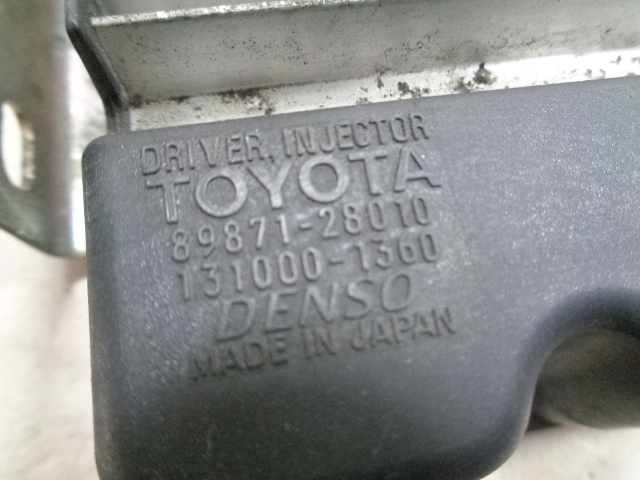 DRIVER, INJECTOR
TOYOTA
89871-28010
131000-1360
DENSO
MADE IN JAPAN